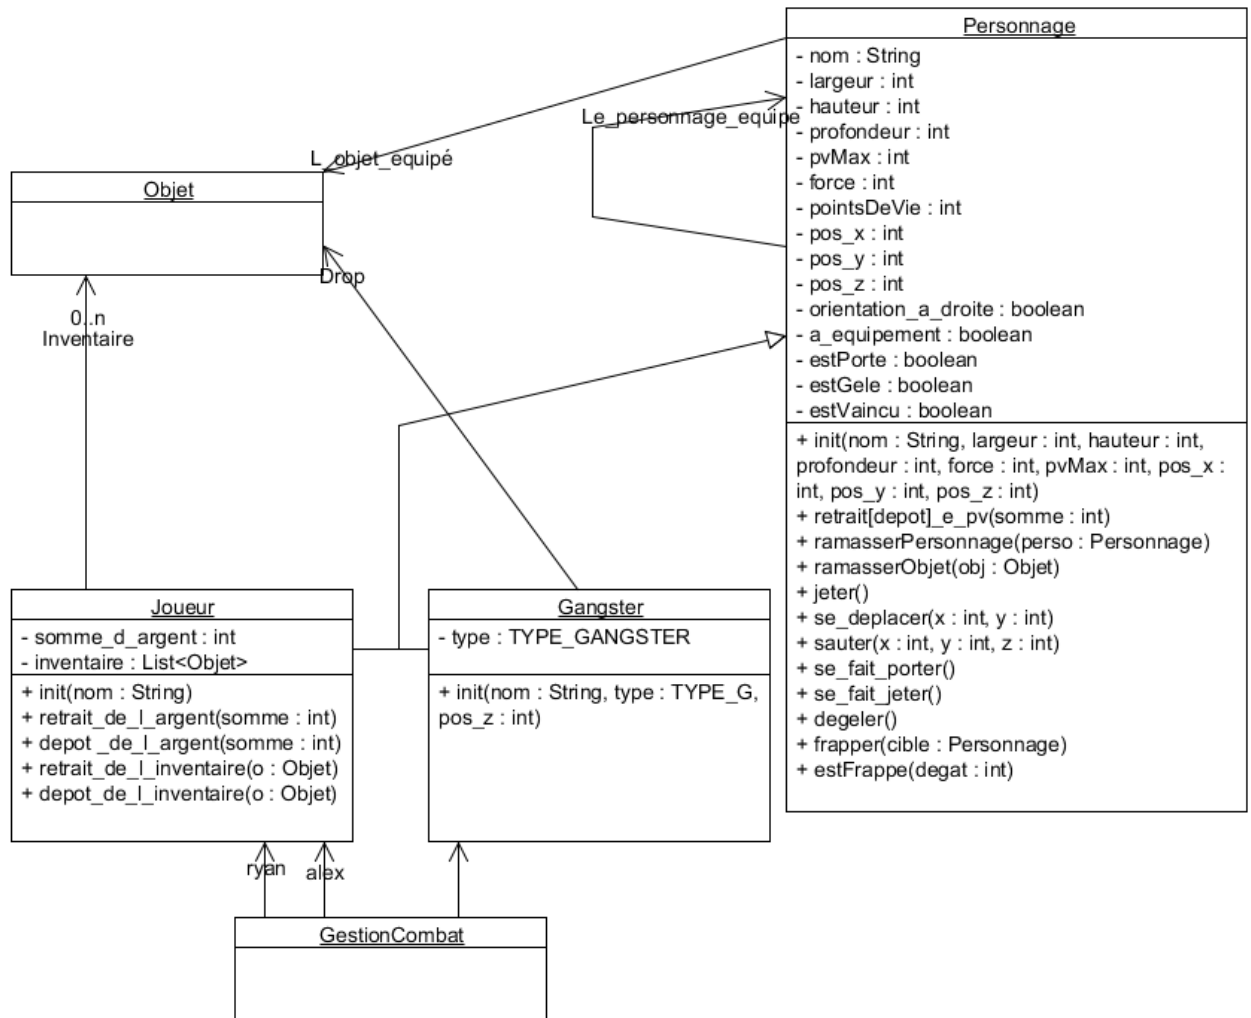 Personnage
- nom : String
- largeur : int
- hauteur : int
- profondeur : int
- pvMax : int
- force : int
- pointsDeVie : int
- pos_x : int
- pos_y : int
- pos_z : int
- orientation_a_droite : boolean
- a_equipement : boolean
- estPorte : boolean
- estGele : boolean
- estVaincu : boolean
+ init(nom : String, largeur : int, hauteur : int,
profondeur : int, force : int, pvMax : int, pos_x :
int, pos_y : int, pos_z : int)
+ retrait[depot]_e_pv(somme : int)
+ ramasserPersonnage(perso : Personnage)
+ ramasserObjet(obj : Objet)
+ jeter()
+ se_deplacer(x : int, y : int)
+ sauter(x : int, y : int, z : int)
+ se_fait_porter()
+ se_fait_jeter()
+ degeler()
+ frapper(cible : Personnage)
+ estFrappe(degat : int)
Le_personnage_equipe
L_objet_equipé
Objet
Drop
0..n
Inventaire
Joueur
- somme_d_argent : int
- inventaire : List<Objet>
+ init(nom : String)
+ retrait_de_l_argent(somme : int)
+ depot _de_l_argent(somme : int)
+ retrait_de_l_inventaire(o : Objet)
+ depot_de_l_inventaire(o : Objet)
Gangster
- type : TYPE_GANGSTER
+ init(nom : String, type : TYPE_G,
pos_z : int)
ryan
alex
GestionCombat